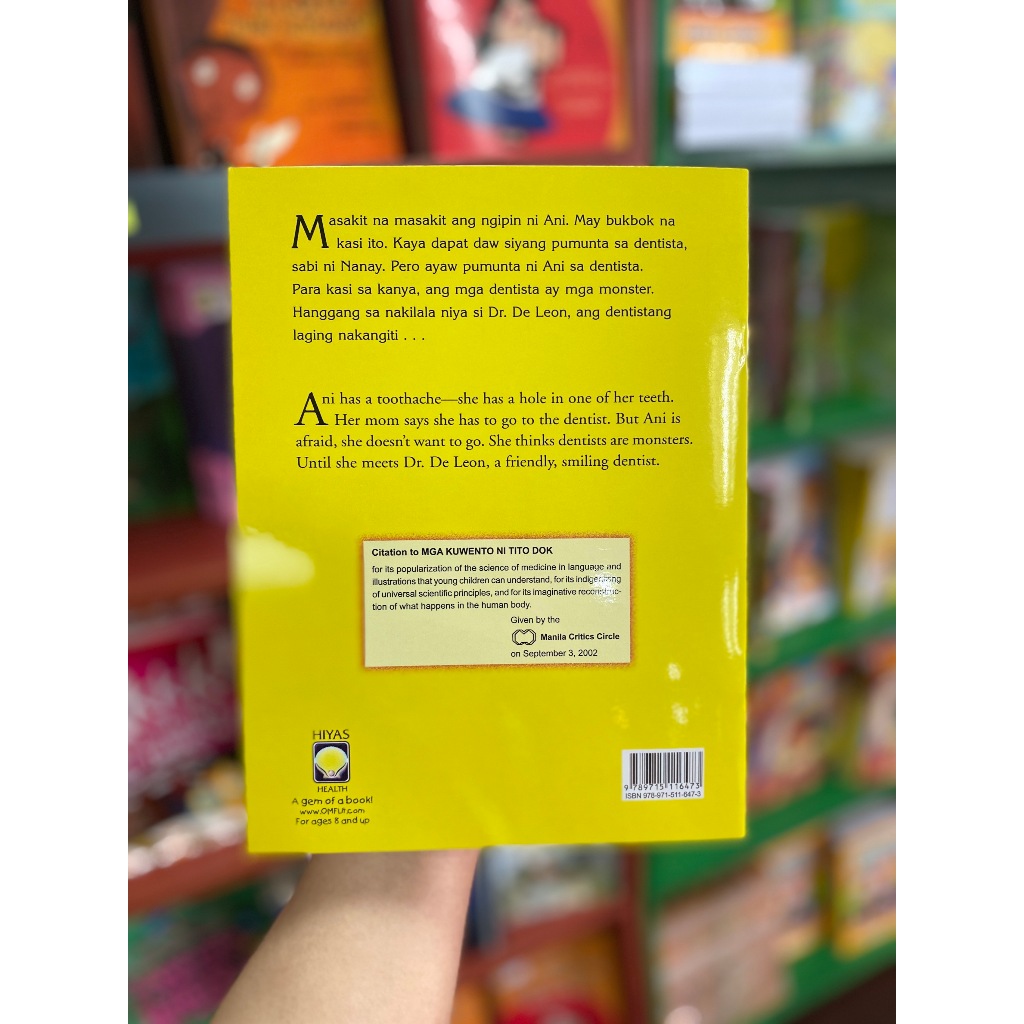 Masakit na masakit ang ngipin ni Ani. May bukbok na
kasi ito. Kaya dapat daw siyang pumunta sa dentista,
sabi ni Nanay. Pero ayaw pumunta ni Ani sa dentista.
Para kasi sa kanya, ang mga dentista ay mga monster.
Hanggang sa nakilala niya si Dr. De Leon, ang dentistang
laging nakangiti . . .
Ani has a toothache—she has a hole in one of her teeth.
Her mom says she has to go to the dentist. But Ani is
afraid, she doesn't want to go. She thinks dentists are monsters.
Until she meets Dr. De Leon, a friendly, smiling dentist.
Citation to MGA KUWENTO NI TITO DOK
for its popularization of the science of medicine in language and
illustrations that young children can understand, for its indigenizing
of universal scientific principles, and for its imaginative reconstruc-
tion of what happens in the human body.
Given by the
Manila Critics Circle
on September 3, 2002
HIYAS
HEALTH
A gem of a book!
www.OMFLit.com
For ages 8 and up
9 789715 116473
ISBN 978-971-511-647-3